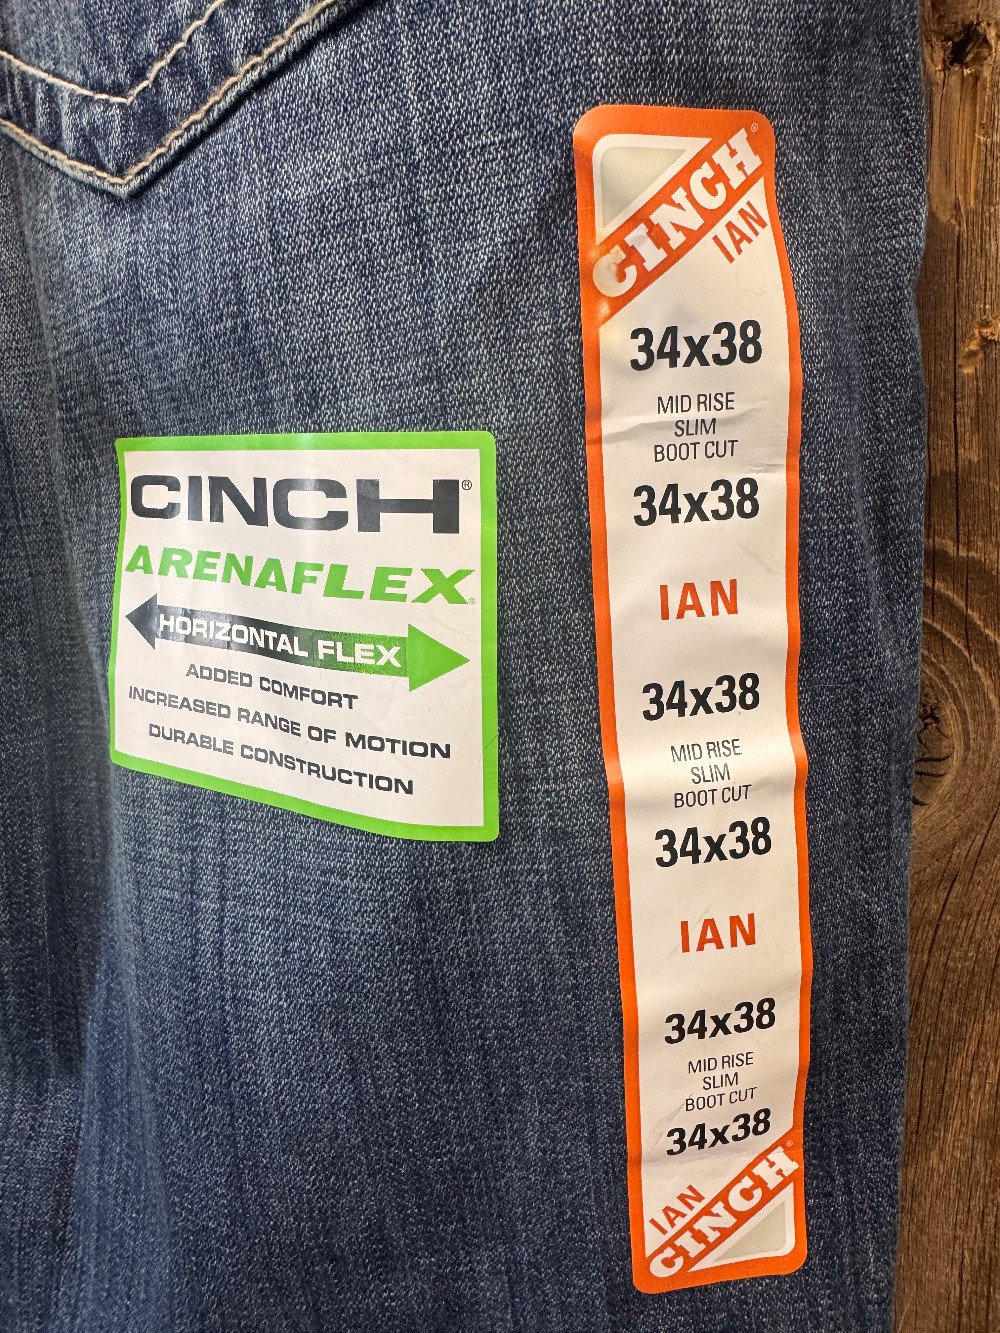 CINCH®
ARENAFLEX
HORIZONTAL FLEX
ADDED COMFORT
INCREASED RANGE OF MOTION
DURABLE CONSTRUCTION
CINCH®
IAN
34x38
MID RISE
SLIM
BOOT CUT
34x38
IAN
34x38
MID RISE
SLIM
BOOT CUT
34x38
IAN
34x38
MID RISE
SLIM
BOOT CUT
34x38
IAN
CINCH®